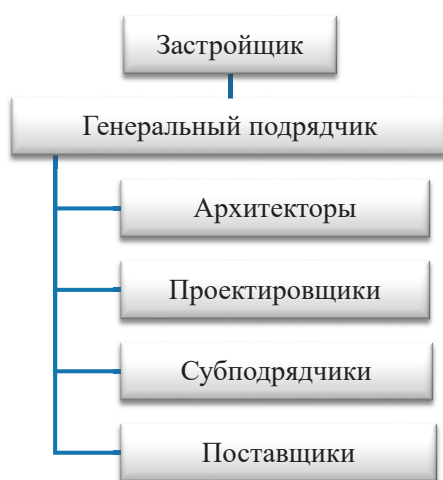 Застройщик
Генеральный подрядчик
Архитекторы
Проектировщики
Субподрядчики
Поставщики